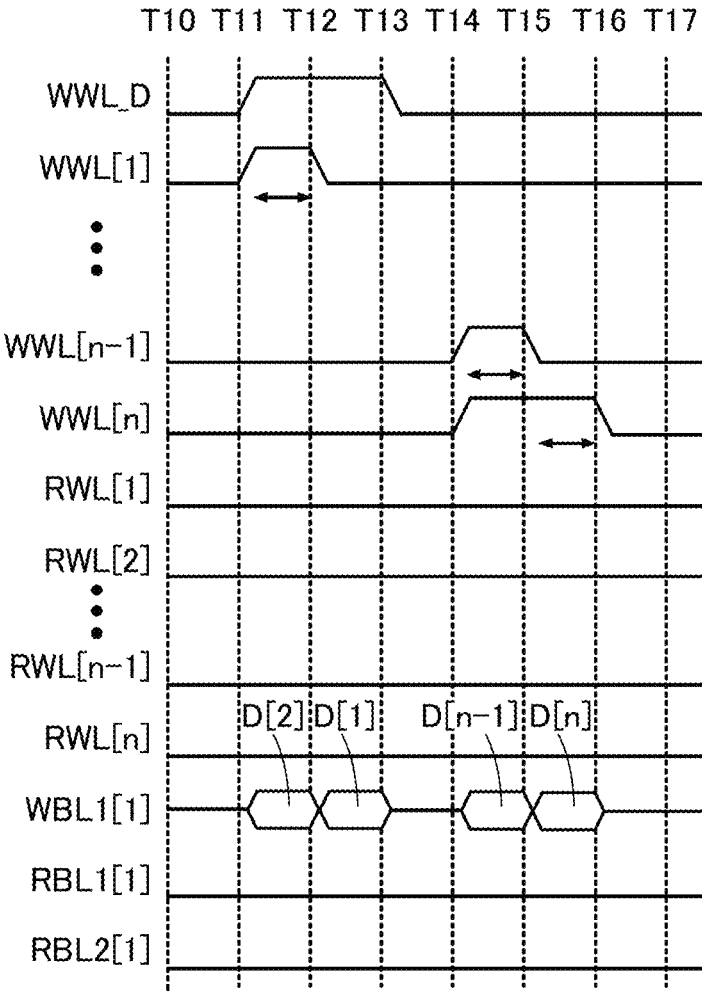 T10 T11 T12 T13 T14 T15 T16 T17
WWL_D
WWL[1]
WWL[n-1]
WWL[n]
RWL[1]
RWL[2]
RWL[n-1]
RWL[n]
D[2] D[1] D[n-1] D[n]
WBL1[1]
RBL1[1]
RBL2[1]